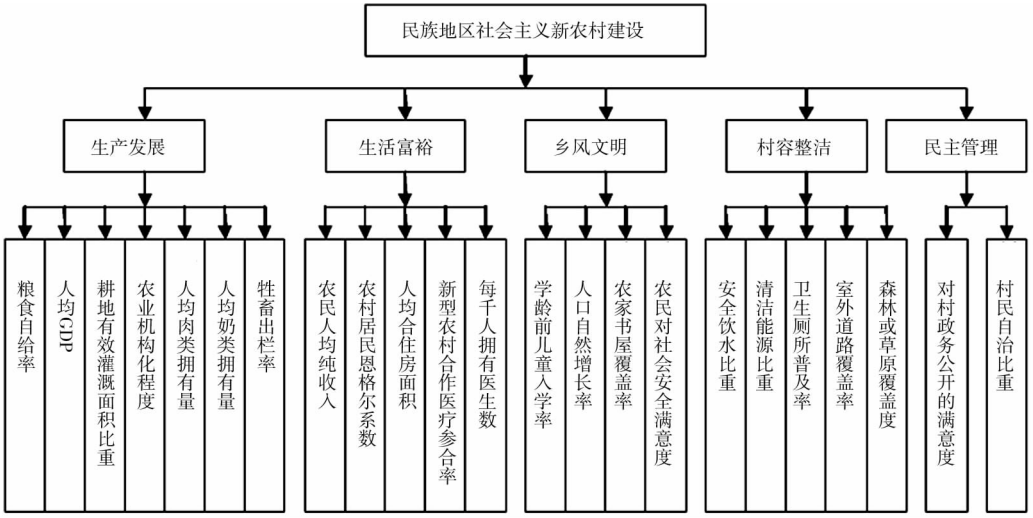 民族地区社会主义新农村建设
生产发展
生活富裕
乡风文明
村容整洁
民主管理
粮食自给率
人均GDP
耕地有效灌溉面积比重
农业机构化程度
人均肉类拥有量
人均奶类拥有量
牲畜出栏率
农民人均纯收入
农村居民恩格尔系数
人均合住房面积
新型农村合作医疗参合率
每千人拥有医生数
学龄前儿童入学率
人口自然增长率
农家书屋覆盖率
农民对社会安全满意度
安全饮水比重
清洁能源比重
卫生厕所普及率
室外道路覆盖率
森林或草原覆盖度
对村政务公开的满意度
村民自治比重